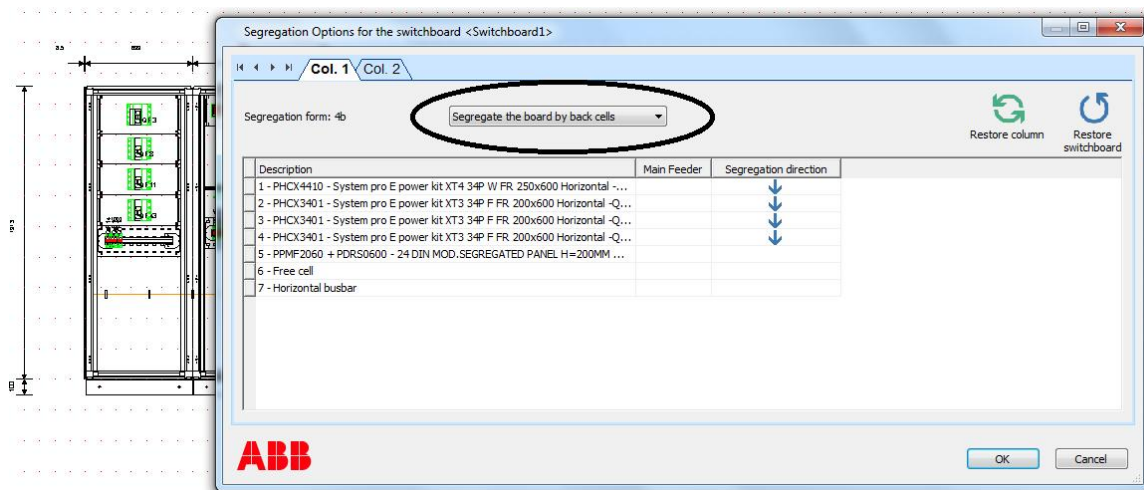 Segregation Options for the switchboard <Switchboard1>
Col. 1
Col. 2
Segregation form: 4b
Segregate the board by back cells
Restore column
Restore switchboard
Description Main Feeder Segregation direction
1 - PHCX4410 - System pro E power kit XT4 34P W FR 250x600 Horizontal -...
2 - PHCX3401 - System pro E power kit XT3 34P F FR 200x600 Horizontal -Q...
3 - PHCX3401 - System pro E power kit XT3 34P F FR 200x600 Horizontal -Q...
4 - PHCX3401 - System pro E power kit XT3 34P F FR 200x600 Horizontal -Q...
5 - PPMF2060 + PDRS0600 - 24 DIN MOD.SEGREGATED PANEL H=200MM ...
6 - Free cell
7 - Horizontal busbar
ABB
OK
Cancel